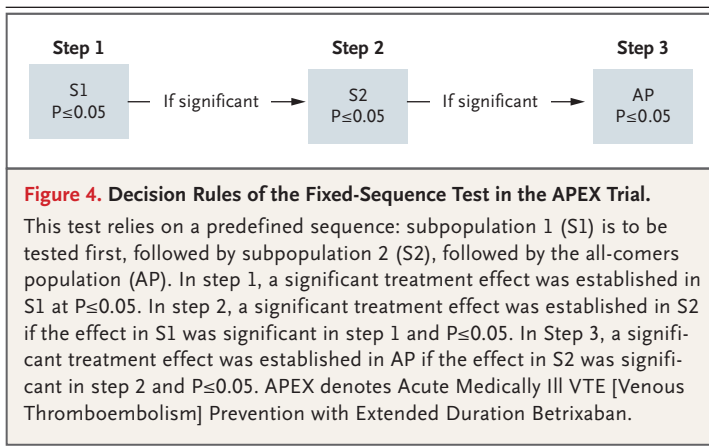 Step 1 Step 2 Step 3
S1 If significant S2 If significant AP
P≤0.05 P≤0.05 P≤0.05
Figure 4. Decision Rules of the Fixed-Sequence Test in the APEX Trial.
This test relies on a predefined sequence: subpopulation 1 (S1) is to be
tested first, followed by subpopulation 2 (S2), followed by the all-comers
population (AP). In step 1, a significant treatment effect was established in
S1 at P≤0.05. In step 2, a significant treatment effect was established in S2
if the effect in S1 was significant in step 1 and P≤0.05. In Step 3, a signifi-
cant treatment effect was established in AP if the effect in S2 was signifi-
cant in step 2 and P≤0.05. APEX denotes Acute Medically Ill VTE [Venous
Thromboembolism] Prevention with Extended Duration Betrixaban.